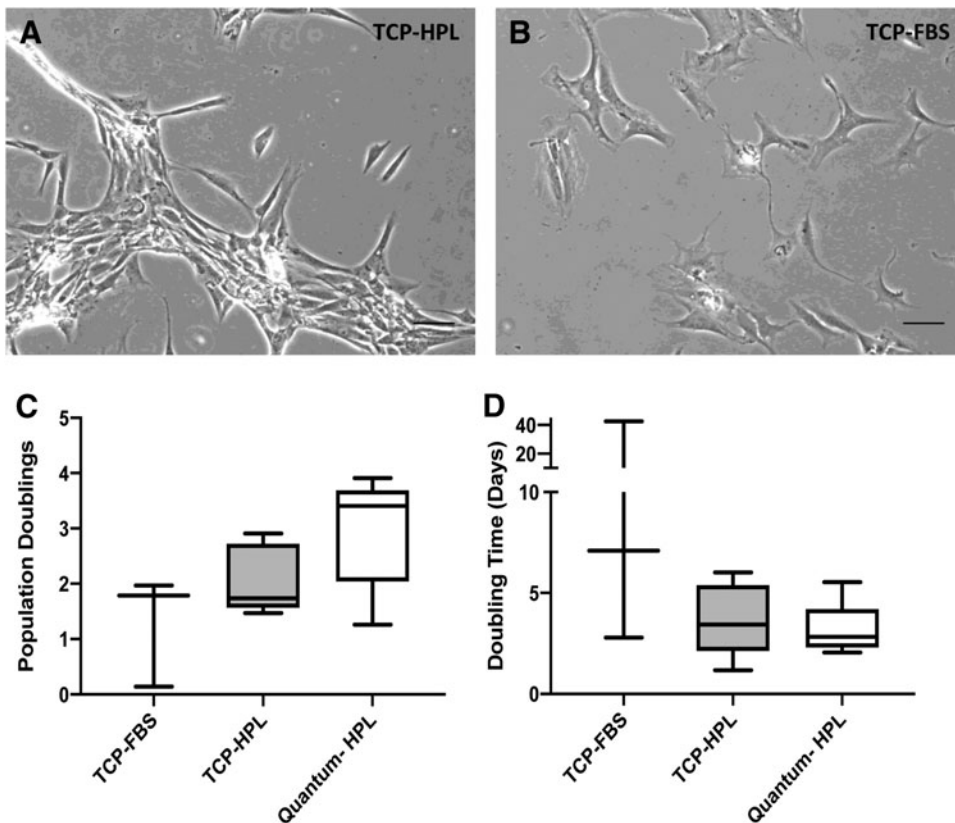 A
TCP-HPL
B
TCP-FBS
C
5
4
3
2
1
0
Population Doublings
TCP-FBS
TCP-HPL
Quantum- HPL
D
40
20
10
5
0
Doubling Time (Days)
TCP-FBS
TCP-HPL
Quantum- HPL